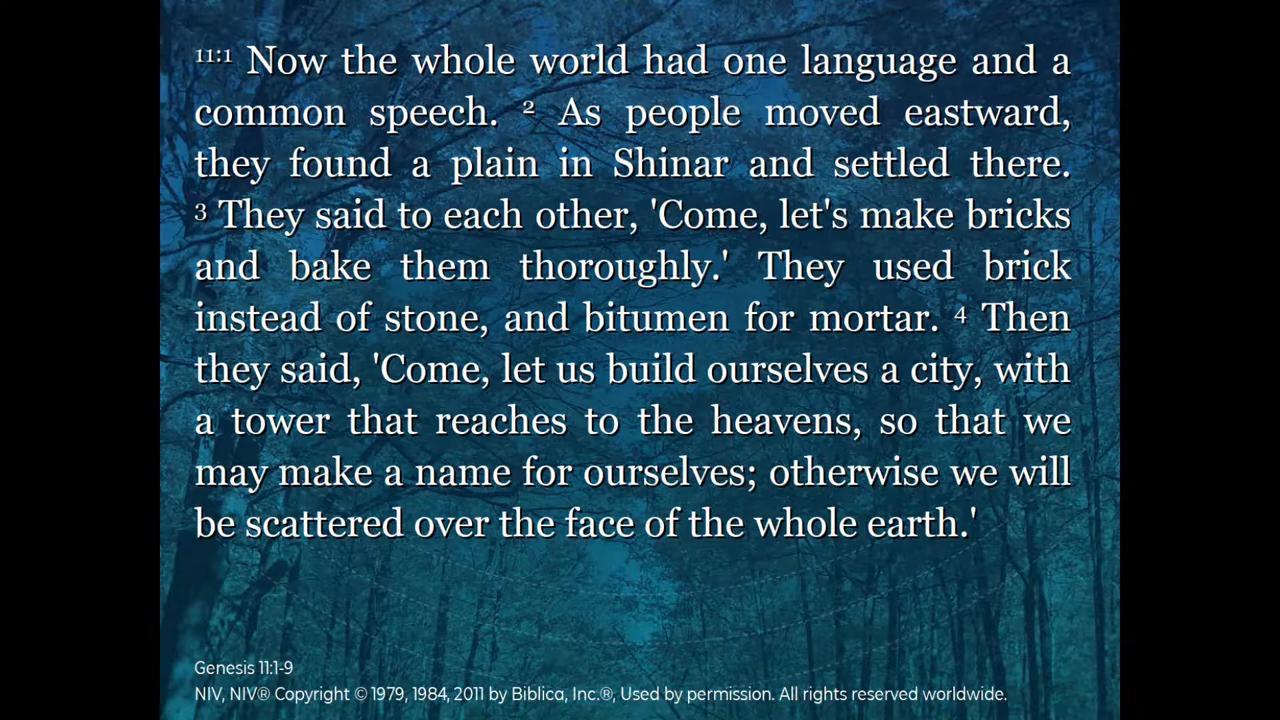 11:1 Now the whole world had one language and a
common speech. 2 As people moved eastward,
they found a plain in Shinar and settled there.
3 They said to each other, 'Come, let's make bricks
and bake them thoroughly.' They used brick
instead of stone, and bitumen for mortar. 4 Then
they said, 'Come, let us build ourselves a city, with
a tower that reaches to the heavens, so that we
may make a name for ourselves; otherwise we will
be scattered over the face of the whole earth.'
Genesis 11:1-9
NIV, NIV® Copyright © 1979, 1984, 2011 by Biblica, Inc.®, Used by permission. All rights reserved worldwide.